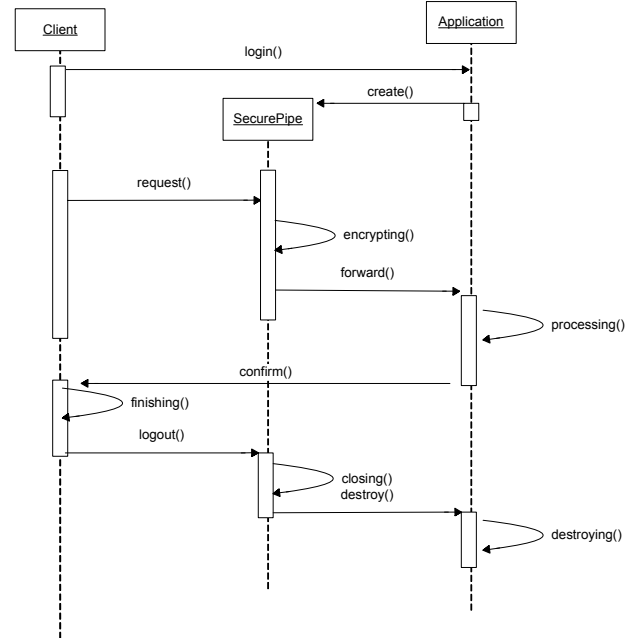 Client
Application
login()
create()
SecurePipe
request()
encrypting()
forward()
processing()
confirm()
finishing()
logout()
closing()
destroy()
destroying()